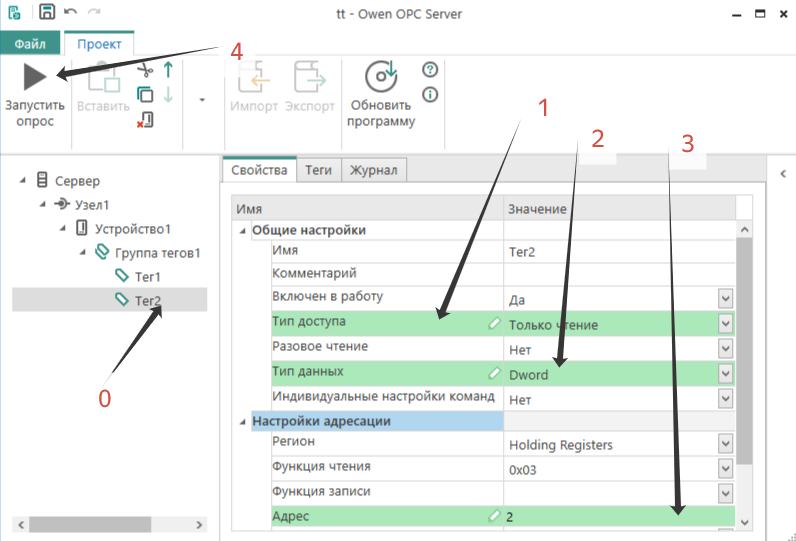 tt - Owen OPC Server
Файл
Проект
4
Запустить опрос
Вставить
Импорт
Экспорт
Обновить программу
1
2
3
Сервер
Узел1
Устройство1
Группа тегов1
Тег1
Тег2
0
Свойства
Теги
Журнал
Имя Значение
Общие настройки
Имя Тег2
Комментарий
Включен в работу Да
Тип доступа Только чтение
Разовое чтение Нет
Тип данных Dword
Индивидуальные настройки команд Нет
Настройки адресации
Регион Holding Registers
Функция чтения 0x03
Функция записи
Адрес 2